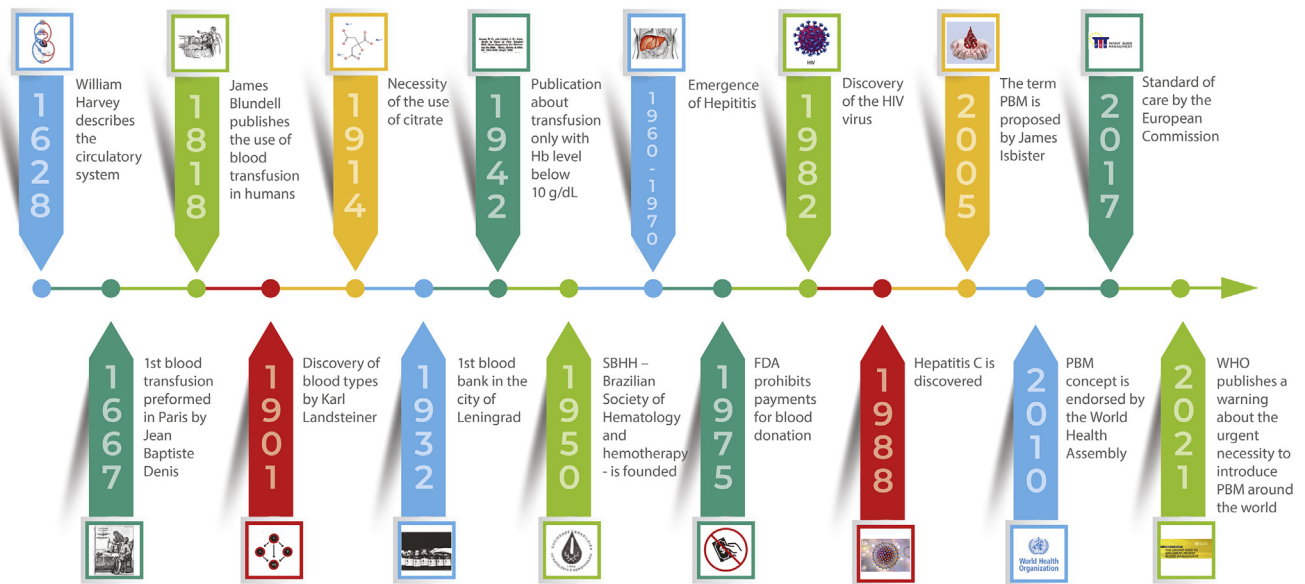 1628
William
Harvey
describes
the
circulatory
system
1818
James
Blundell
publishes
the use of
blood
transfusion
in humans
1914
Necessity
of the use
of citrate
1942
Publication
about
transfusion
only with
Hb level
below
10 g/dL
1960-1970
Emergence
of Hepititis
HIV
1982
Discovery
of the HIV
virus
2005
The term
PBM is
proposed
by James
Isbister
PATIENT BLOOD
MANAGEMENT
2017
Standard of
care by the
European
Commission
1667
1st blood
transfusion
preformed
in Paris by
Jean
Baptiste
Denis
1901
Discovery of
blood types
by Karl
Landsteiner
1932
1st blood
bank in the
city of
Leningrad
1950
SBHH –
Brazilian
Society of
Hematology
and
hemotherapy
- is founded
1975
FDA
prohibits
payments
for blood
donation
1988
Hepatitis C is
discovered
2010
PBM
concept is
endorsed by
the World
Health
Assembly
World Health
Organization
2021
WHO
publishes a
warning
about the
urgent
necessity to
introduce
PBM around
the world